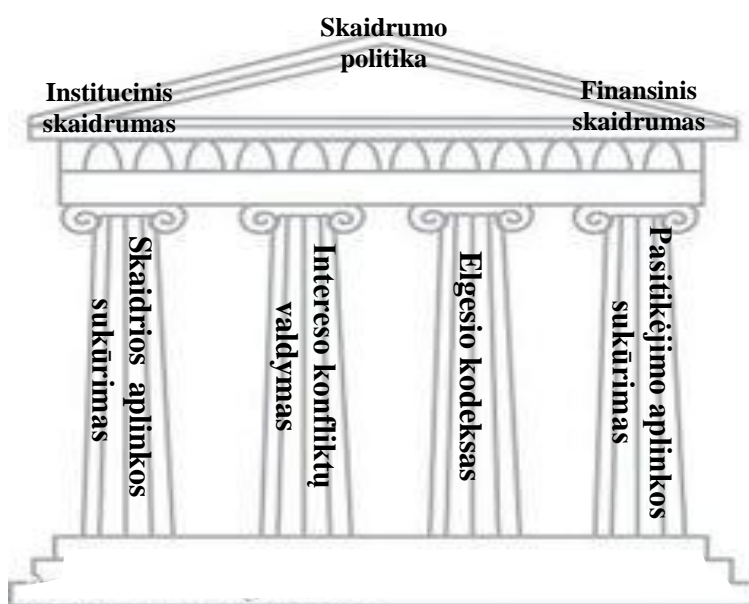 Skaidrumo
politika
Institucinis
skaidrumas
Finansinis
skaidrumas
Skaidrios aplinkos
sukūrimas
Intereso konfliktų
valdymas
Elgesio kodeksas
Pasitikėjimo aplinkos
sukūrimas